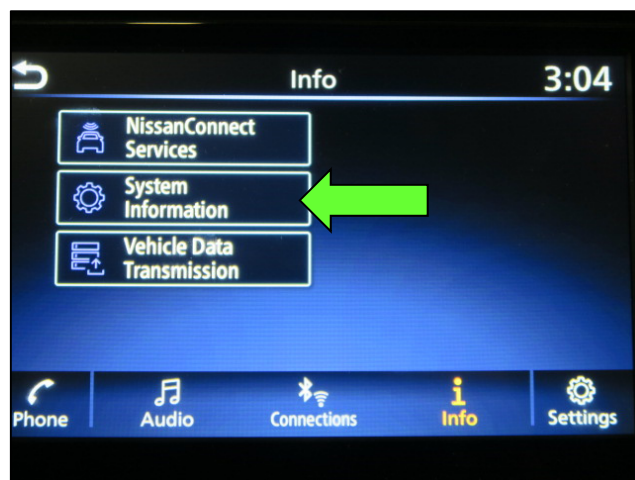 Info
3:04
NissanConnect
Services
System
Information
Vehicle Data
Transmission
Phone
Audio
Connections
Info
Settings